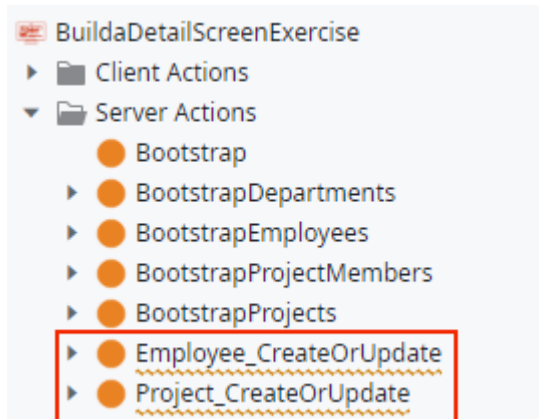 BuildaDetailScreenExercise
Client Actions
Server Actions
Bootstrap
BootstrapDepartments
BootstrapEmployees
BootstrapProjectMembers
BootstrapProjects
Employee_CreateOrUpdate
Project_CreateOrUpdate